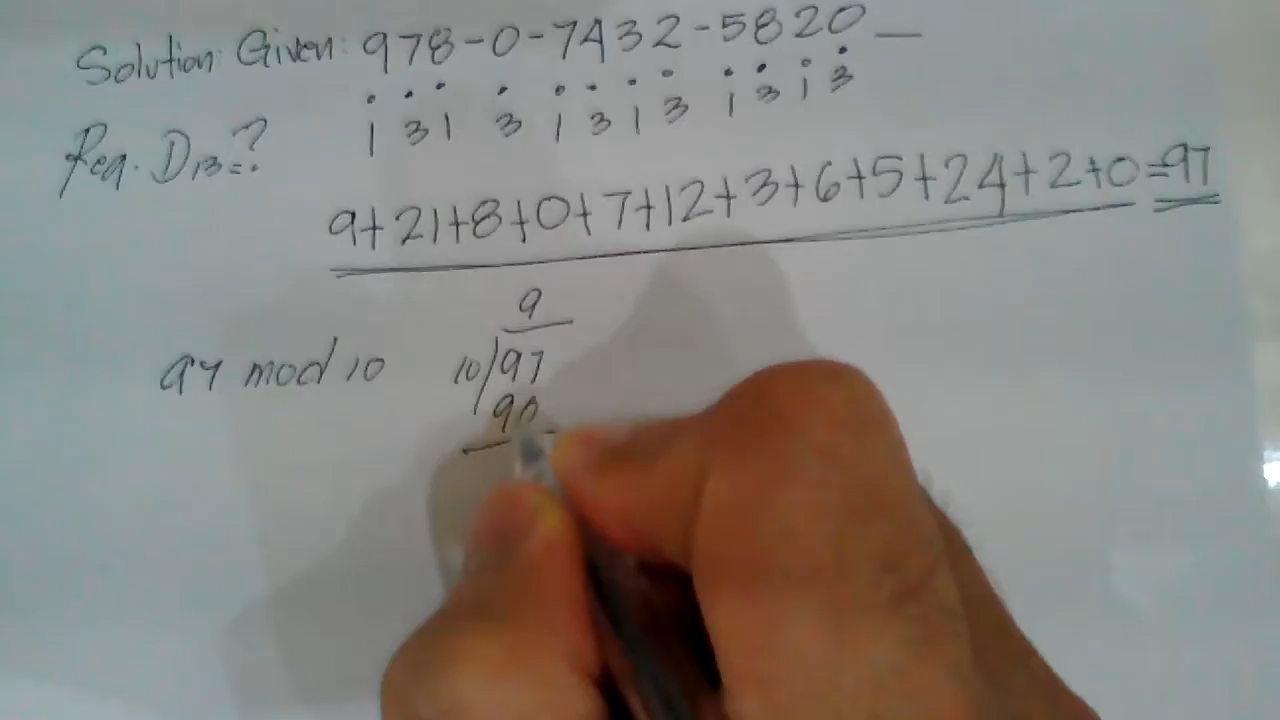 Solution: Given: 978-0-7432-5820_
1 3 1 3 1 3 1 3 1 3 1 3
Req. D13=?
9+21+8+0+7+12+3+6+5+24+2+0=97
9
97 mod 10 10/97
90